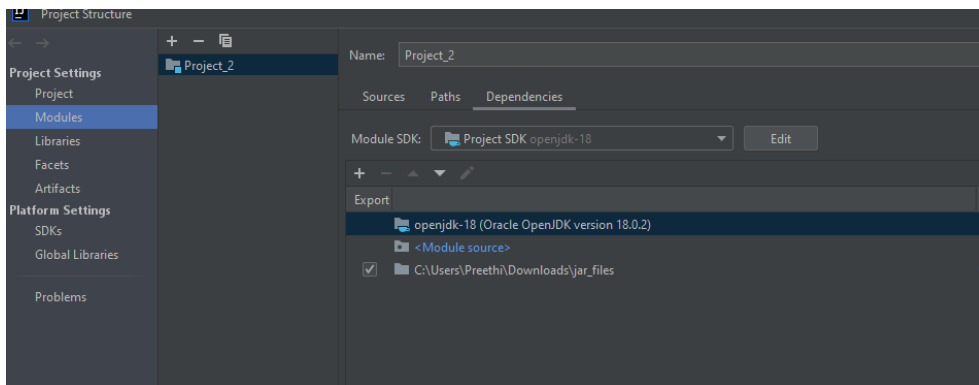 Project Structure
Project Settings
Project
Modules
Libraries
Facets
Artifacts
Platform Settings
SDKs
Global Libraries
Problems
Project_2
Name: Project_2
Sources Paths Dependencies
Module SDK: Project SDK openjdk-18 Edit
Export
openjdk-18 (Oracle OpenJDK version 18.0.2)
<Module source>
C:\Users\Preethi\Downloads\jar_files